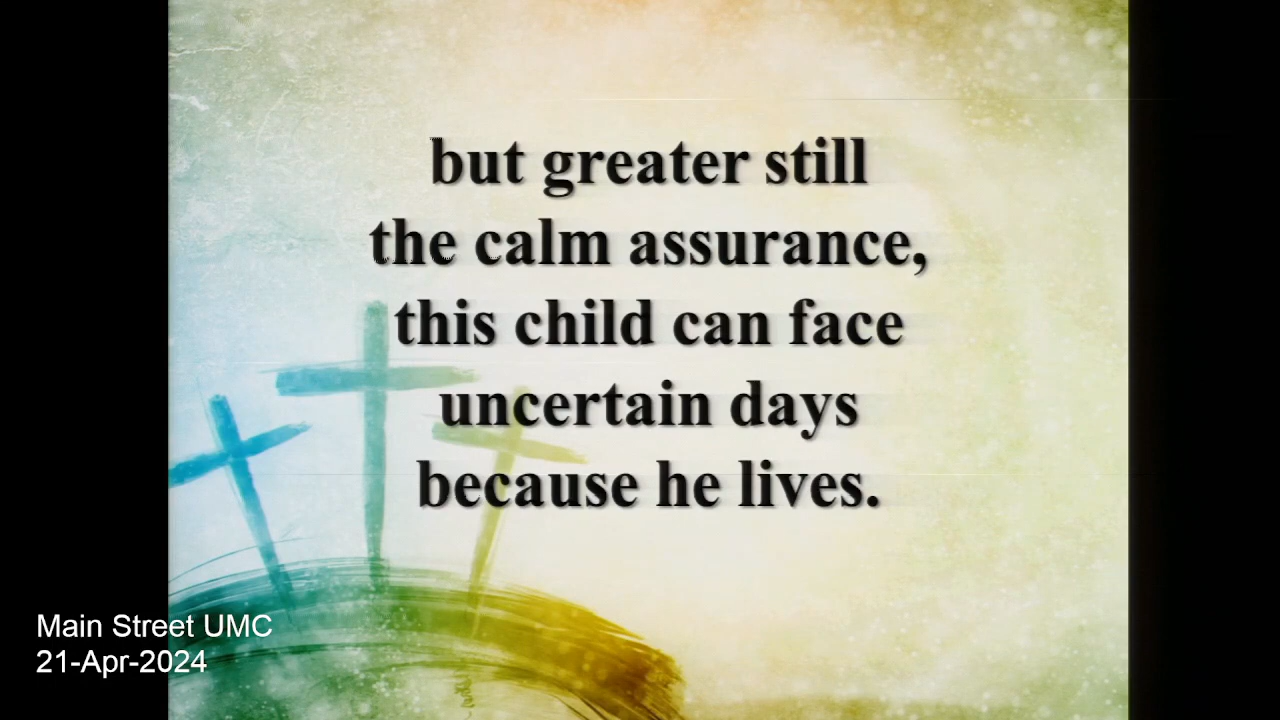 but greater still
the calm assurance,
this child can face
uncertain days
because he lives.
Main Street UMC
21-Apr-2024